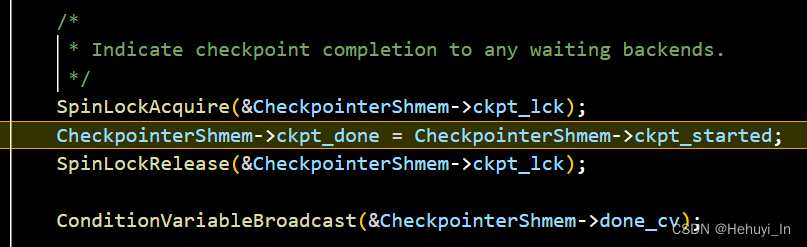 /*
* Indicate checkpoint completion to any waiting backends.
*/
SpinLockAcquire(&CheckpointerShmem->ckpt_lck);
CheckpointerShmem->ckpt_done = CheckpointerShmem->ckpt_started;
SpinLockRelease(&CheckpointerShmem->ckpt_lck);
ConditionVariableBroadcast(&CheckpointerShmem->done_cv);
CSDN @Hehuyi_In